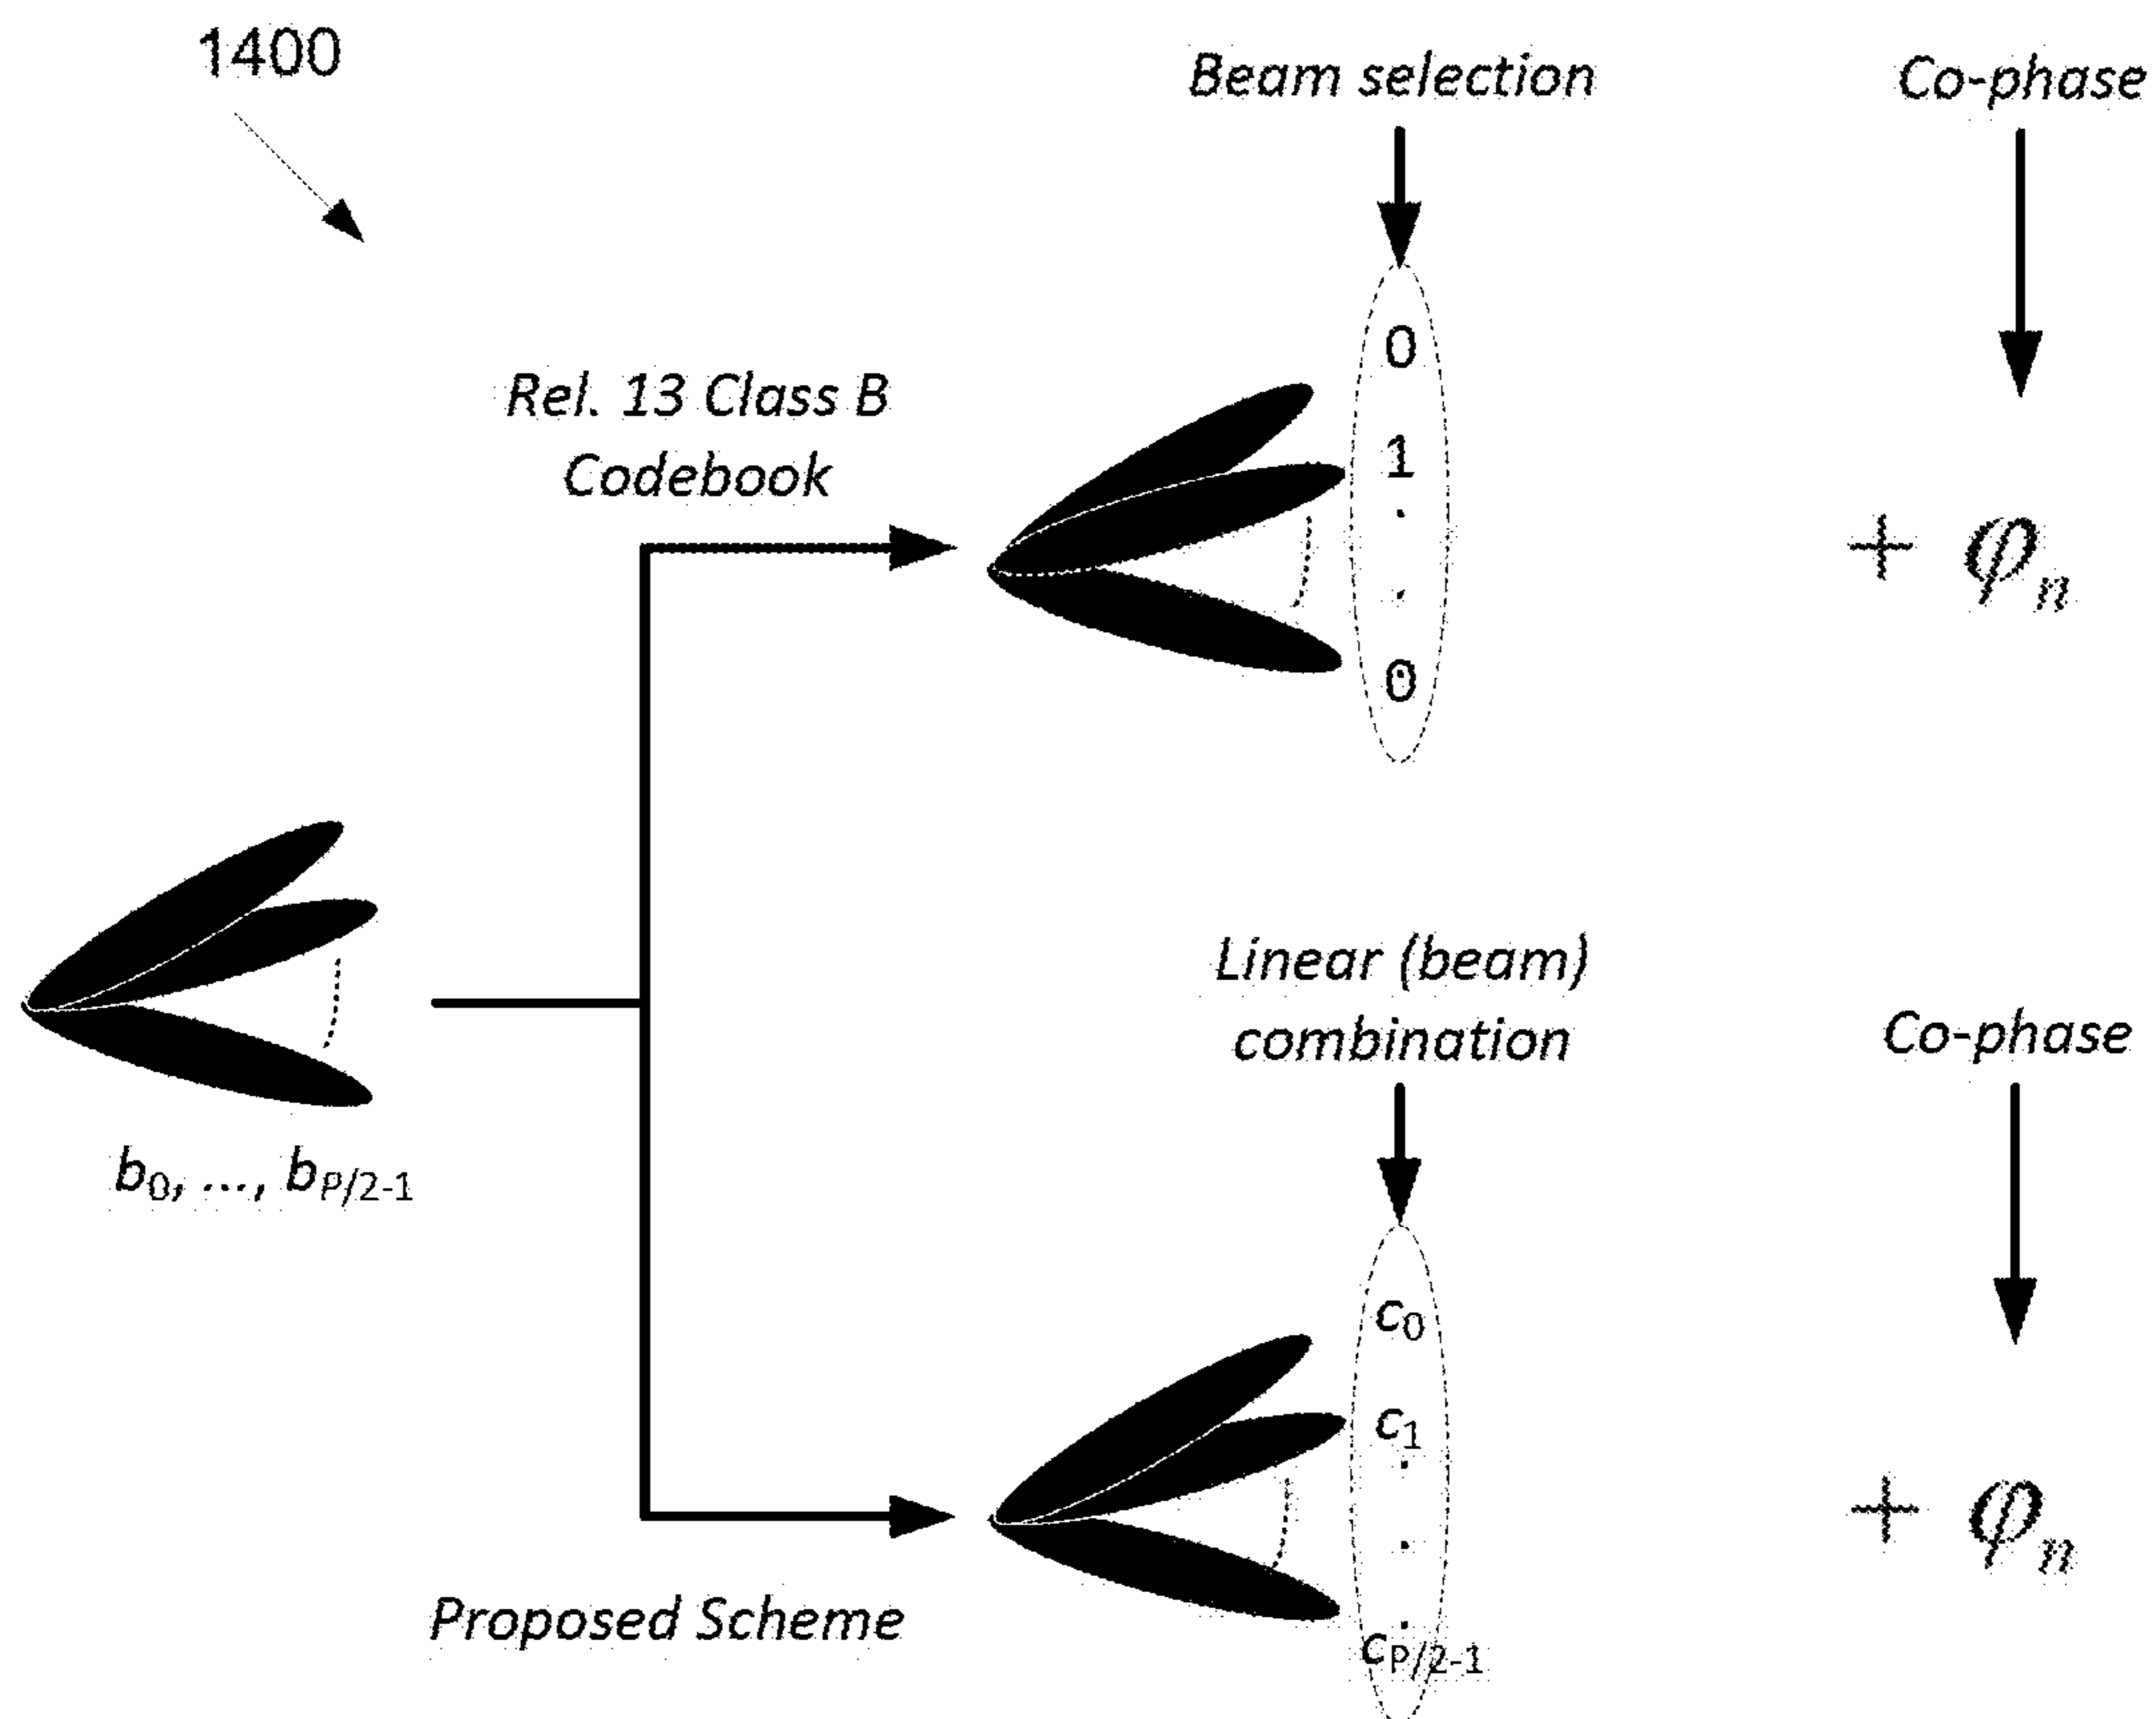 1400
Beam selection
Co-phase
Rel. 13 Class B
Codebook
0
1
.
.
.
0
+ φn
b0, ..., bP/2-1
Linear (beam)
combination
Co-phase
c0
c1
.
.
.
cP/2-1
+ φn
Proposed Scheme